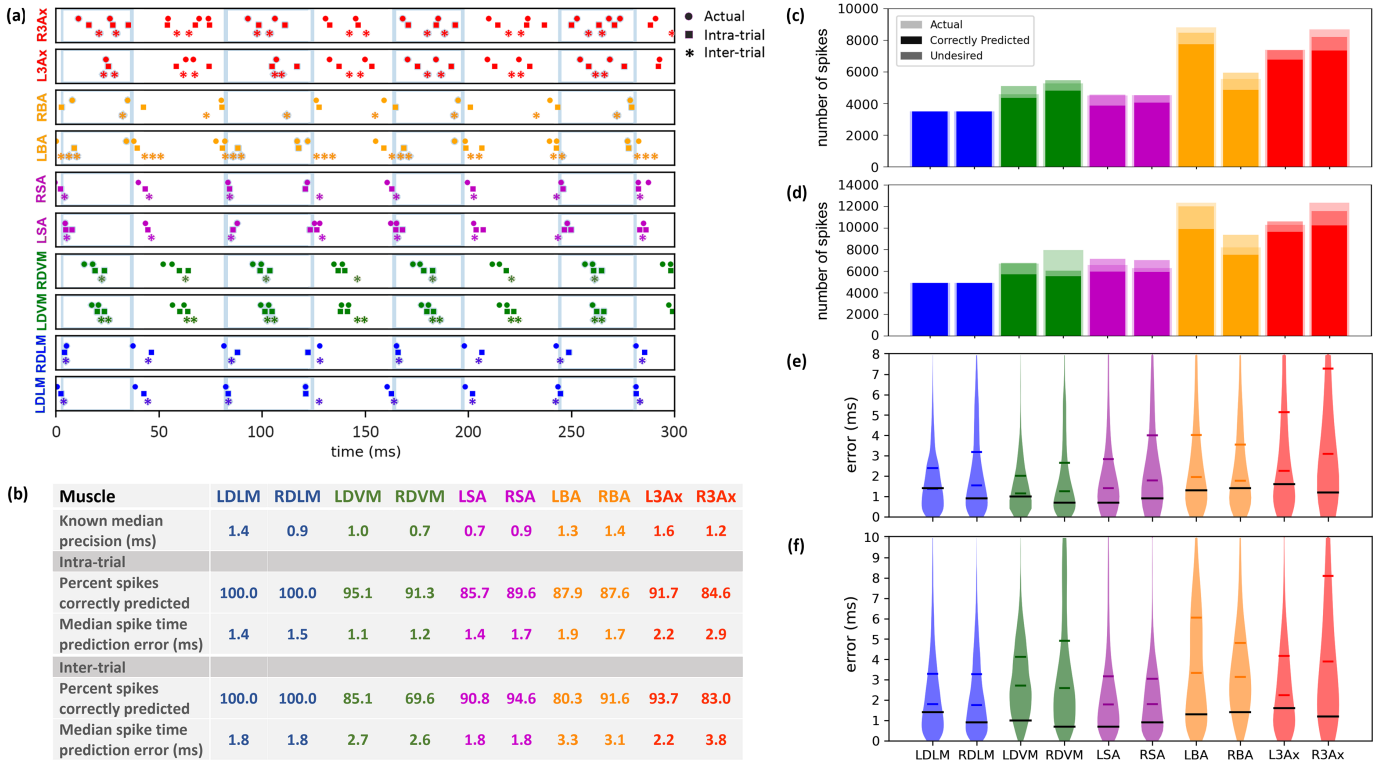 (a)
R3Ax
L3Ax
RBA
LBA
RSA
LSA
RDVM
LDVM
RDLM
LDLM
Actual
Intra-trial
Inter-trial
0 50 100 150 200 250 300
time (ms)
(b)
Muscle LDLM RDLM LDVM RDVM LSA RSA LBA RBA L3Ax R3Ax
Known median
precision (ms) 1.4 0.9 1.0 0.7 0.7 0.9 1.3 1.4 1.6 1.2
Intra-trial
Percent spikes
correctly predicted 100.0 100.0 95.1 91.3 85.7 89.6 87.9 87.6 91.7 84.6
Median spike time
prediction error (ms) 1.4 1.5 1.1 1.2 1.4 1.7 1.9 1.7 2.2 2.9
Inter-trial
Percent spikes
correctly predicted 100.0 100.0 85.1 69.6 90.8 94.6 80.3 91.6 93.7 83.0
Median spike time
prediction error (ms) 1.8 1.8 2.7 2.6 1.8 1.8 3.3 3.1 2.2 3.8
(c)
number of spikes
10000
8000
6000
4000
2000
0
Actual
Correctly Predicted
Undesired
(d)
number of spikes
14000
12000
10000
8000
6000
4000
2000
0
(e)
error (ms)
8
7
6
5
4
3
2
1
0
(f)
error (ms)
10
9
8
7
6
5
4
3
2
1
0
LDLM RDLM LDVM RDVM LSA RSA LBA RBA L3Ax R3Ax